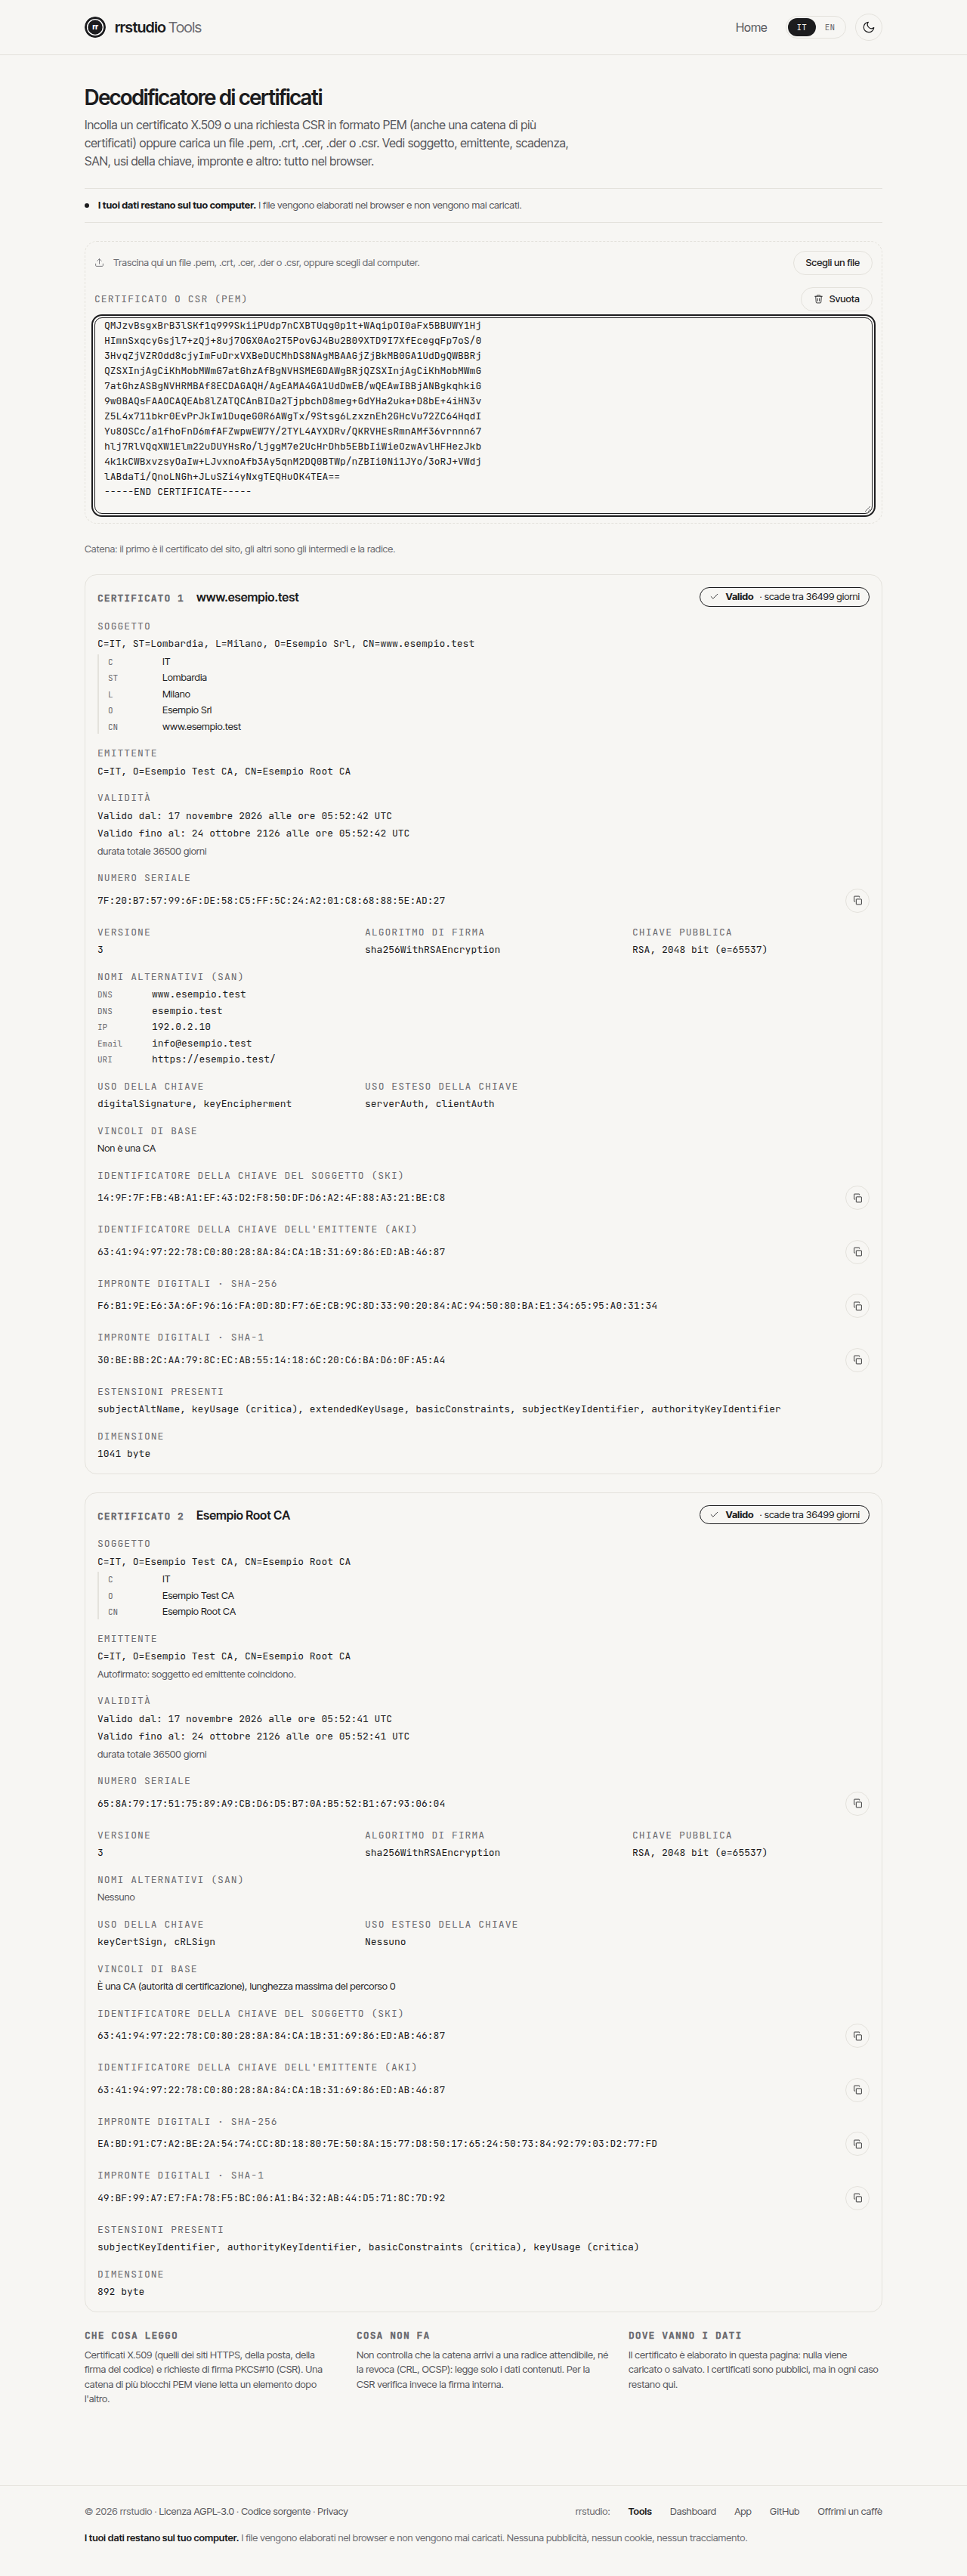 rr rrstudio Tools
Home
IT EN
Decodificatore di certificati
Incolla un certificato X.509 o una richiesta CSR in formato PEM (anche una catena di più
certificati) oppure carica un file .pem, .crt, .cer, .der o .csr. Vedi soggetto, emittente, scadenza,
SAN, usi della chiave, impronte e altro: tutto nel browser.
I tuoi dati restano sul tuo computer. I file vengono elaborati nel browser e non vengono mai caricati.
Trascina qui un file .pem, .crt, .cer, .der o .csr, oppure scegli dal computer.
Scegli un file
CERTIFICATO O CSR (PEM)
Svuota
QMJzvBsgxBrB3lSKf1q999SkiiPUdp7nCXBTUqg0p1t+WAqipOI0aFx5BBUWY1Hj
HImnSxqcyGsjl7+zQj+8uj7OGX0Ao2T5PovGJ4Bu2B09XTD9I7XfEcegqFp7oS/0
3HvqZjVZROdd8cjyImFuDrxVXBeDUCMhDS8NAgMBAAGjZjBkMB0GA1UdDgQWBBRj
QZSXInjAgCiKhMobMWmG7atGhzAfBgNVHSMEGDAWgBRjQZSXInjAgCiKhMobMWmG
7atGhzASBgNVHRMBAf8ECDAGAQH/AgEAMA4GA1UdDwEB/wQEAwIBBjANBgkqhkiG
9w0BAQsFAAOCAQEAb8lZATQCAnBIDa2TjpbchD8meg+GdYHa2uka+D8bE+4iHN3v
Z5L4x711bkr0EvPrJkIw1DuqeG0R6AWgTx/9Stsg6LzxznEh2GHcVu72ZC64HqdI
Yu8OSCc/a1fhoFnD6mfAFZwpwEW7Y/2TYL4AYXDRv/QKRVHEsRmnAMf36vrnnn67
hlj7RlVQqXW1Elm22uDUYHsRo/ljggM7e2UcHrDhb5EBbIiWieOzwAvlHFHezJkb
4k1kCWBxvzsyOaIw+LJvxnoAfb3Ay5qnM2DQ0BTWp/nZBIi0Ni1JYo/3oRJ+VWdj
lABdaTi/QnoLNGh+JLuSZi4yNxgTEQHuOK4TEA==
-----END CERTIFICATE-----
Catena: il primo è il certificato del sito, gli altri sono gli intermedi e la radice.
CERTIFICATO 1 www.esempio.test
Valido · scade tra 36499 giorni
SOGGETTO
C=IT, ST=Lombardia, L=Milano, O=Esempio Srl, CN=www.esempio.test
C IT
ST Lombardia
L Milano
O Esempio Srl
CN www.esempio.test
EMITTENTE
C=IT, O=Esempio Test CA, CN=Esempio Root CA
VALIDITÀ
Valido dal: 17 novembre 2026 alle ore 05:52:42 UTC
Valido fino al: 24 ottobre 2126 alle ore 05:52:42 UTC
durata totale 36500 giorni
NUMERO SERIALE
7F:20:B7:57:99:6F:DE:58:C5:FF:5C:24:A2:01:C8:68:88:5E:AD:27
VERSIONE ALGORITMO DI FIRMA CHIAVE PUBBLICA
3 sha256WithRSAEncryption RSA, 2048 bit (e=65537)
NOMI ALTERNATIVI (SAN)
DNS www.esempio.test
DNS esempio.test
IP 192.0.2.10
Email info@esempio.test
URI https://esempio.test/
USO DELLA CHIAVE USO ESTESO DELLA CHIAVE
digitalSignature, keyEncipherment serverAuth, clientAuth
VINCOLI DI BASE
Non è una CA
IDENTIFICATORE DELLA CHIAVE DEL SOGGETTO (SKI)
14:9F:7F:FB:4B:A1:EF:43:D2:F8:50:DF:D6:A2:4F:88:A3:21:BE:C8
IDENTIFICATORE DELLA CHIAVE DELL'EMITTENTE (AKI)
63:41:94:97:22:78:C0:80:28:8A:84:CA:1B:31:69:86:ED:AB:46:87
IMPRONTE DIGITALI · SHA-256
F6:B1:9E:E6:3A:6F:96:16:FA:0D:8D:F7:6E:CB:9C:8D:33:90:20:84:AC:94:50:80:BA:E1:34:65:95:A0:31:34
IMPRONTE DIGITALI · SHA-1
30:BE:BB:2C:AA:79:8C:EC:AB:55:14:18:6C:20:C6:BA:D6:0F:A5:A4
ESTENSIONI PRESENTI
subjectAltName, keyUsage (critica), extendedKeyUsage, basicConstraints, subjectKeyIdentifier, authorityKeyIdentifier
DIMENSIONE
1041 byte
CERTIFICATO 2 Esempio Root CA
Valido · scade tra 36499 giorni
SOGGETTO
C=IT, O=Esempio Test CA, CN=Esempio Root CA
C IT
O Esempio Test CA
CN Esempio Root CA
EMITTENTE
C=IT, O=Esempio Test CA, CN=Esempio Root CA
Autofirmato: soggetto ed emittente coincidono.
VALIDITÀ
Valido dal: 17 novembre 2026 alle ore 05:52:41 UTC
Valido fino al: 24 ottobre 2126 alle ore 05:52:41 UTC
durata totale 36500 giorni
NUMERO SERIALE
65:8A:79:17:51:75:89:A9:CB:D6:D5:B7:0A:B5:52:B1:67:93:06:04
VERSIONE ALGORITMO DI FIRMA CHIAVE PUBBLICA
3 sha256WithRSAEncryption RSA, 2048 bit (e=65537)
NOMI ALTERNATIVI (SAN)
Nessuno
USO DELLA CHIAVE USO ESTESO DELLA CHIAVE
keyCertSign, cRLSign Nessuno
VINCOLI DI BASE
È una CA (autorità di certificazione), lunghezza massima del percorso 0
IDENTIFICATORE DELLA CHIAVE DEL SOGGETTO (SKI)
63:41:94:97:22:78:C0:80:28:8A:84:CA:1B:31:69:86:ED:AB:46:87
IDENTIFICATORE DELLA CHIAVE DELL'EMITTENTE (AKI)
63:41:94:97:22:78:C0:80:28:8A:84:CA:1B:31:69:86:ED:AB:46:87
IMPRONTE DIGITALI · SHA-256
EA:BD:91:C7:A2:BE:2A:54:74:CC:8D:18:80:7E:50:8A:15:77:D8:50:17:65:24:50:73:84:92:79:03:D2:77:FD
IMPRONTE DIGITALI · SHA-1
49:BF:99:A7:E7:FA:78:F5:BC:06:A1:B4:32:AB:44:D5:71:8C:7D:92
ESTENSIONI PRESENTI
subjectKeyIdentifier, authorityKeyIdentifier, basicConstraints (critica), keyUsage (critica)
DIMENSIONE
892 byte
CHE COSA LEGGO
Certificati X.509 (quelli dei siti HTTPS, della posta, della
firma del codice) e richieste di firma PKCS#10 (CSR). Una
catena di più blocchi PEM viene letta un elemento dopo
l'altro.
COSA NON FA
Non controlla che la catena arrivi a una radice attendibile, né
la revoca (CRL, OCSP): legge solo i dati contenuti. Per la
CSR verifica invece la firma interna.
DOVE VANNO I DATI
Il certificato è elaborato in questa pagina: nulla viene
caricato o salvato. I certificati sono pubblici, ma in ogni caso
restano qui.
© 2026 rrstudio · Licenza AGPL-3.0 · Codice sorgente · Privacy
rrstudio: Tools Dashboard App GitHub Offrimi un caffè
I tuoi dati restano sul tuo computer. I file vengono elaborati nel browser e non vengono mai caricati. Nessuna pubblicità, nessun cookie, nessun tracciamento.